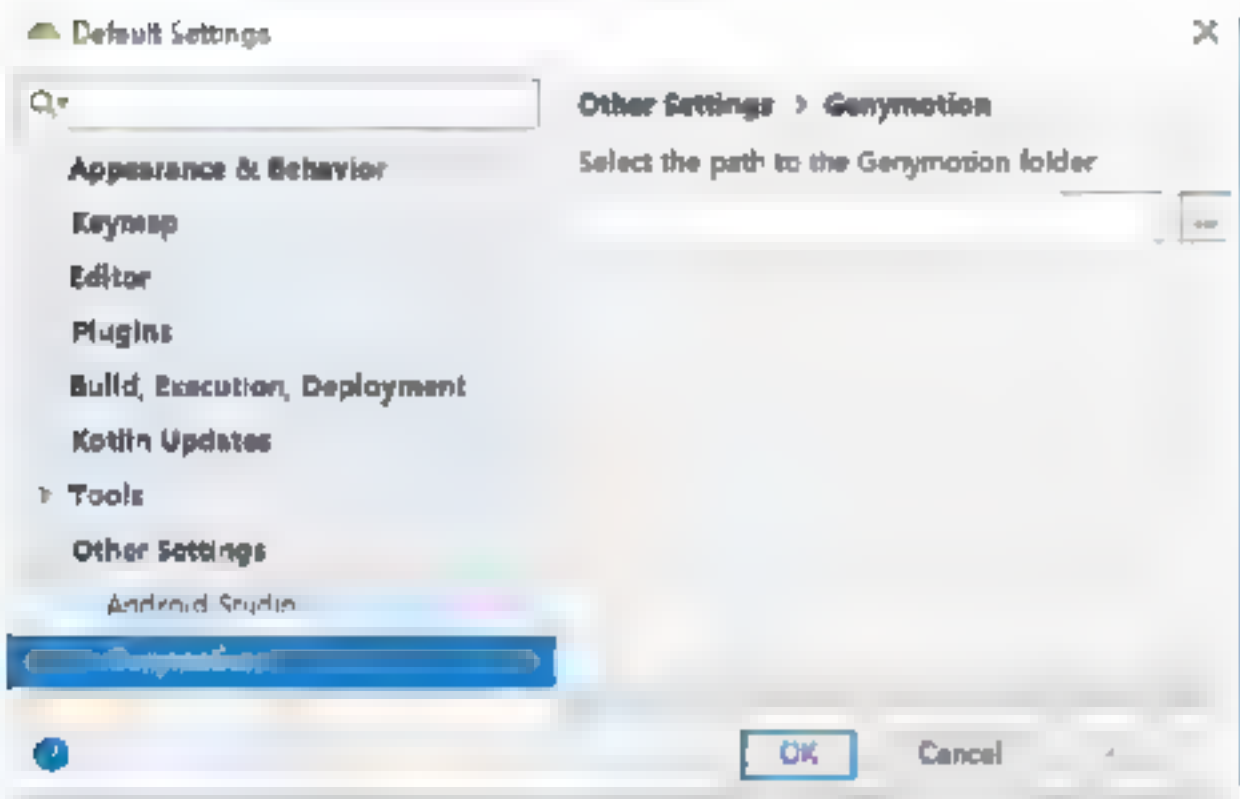 Default Settings
Other Settings > Genymotion
Select the path to the Genymotion folder
...
Appearance & Behavior
Keymap
Editor
Plugins
Build, Execution, Deployment
Kotlin Updates
Tools
Other Settings
Android Studio
Genymotion
OK
Cancel